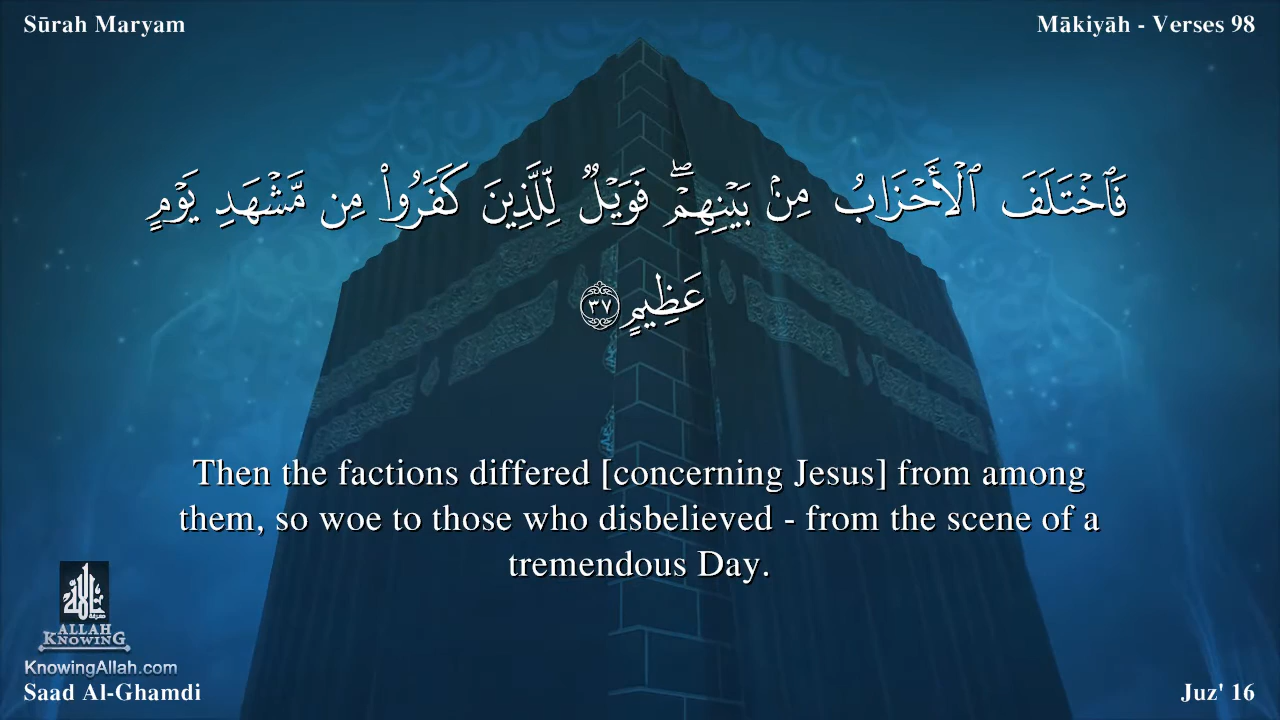 Sūrah Maryam
Mākiyāh - Verses 98
فَٱخْتَلَفَ ٱلْأَحْزَابُ مِنۢ بَيْنِهِمْ ۖ فَوَيْلٌ لِّلَّذِينَ كَفَرُوا۟ مِن مَّشْهَدِ يَوْمٍ
عَظِيمٍ ٣٧
Then the factions differed [concerning Jesus] from among
them, so woe to those who disbelieved - from the scene of a
tremendous Day.
ALLAH
KNOWING
KnowingAllah.com
Saad Al-Ghamdi
Juz' 16